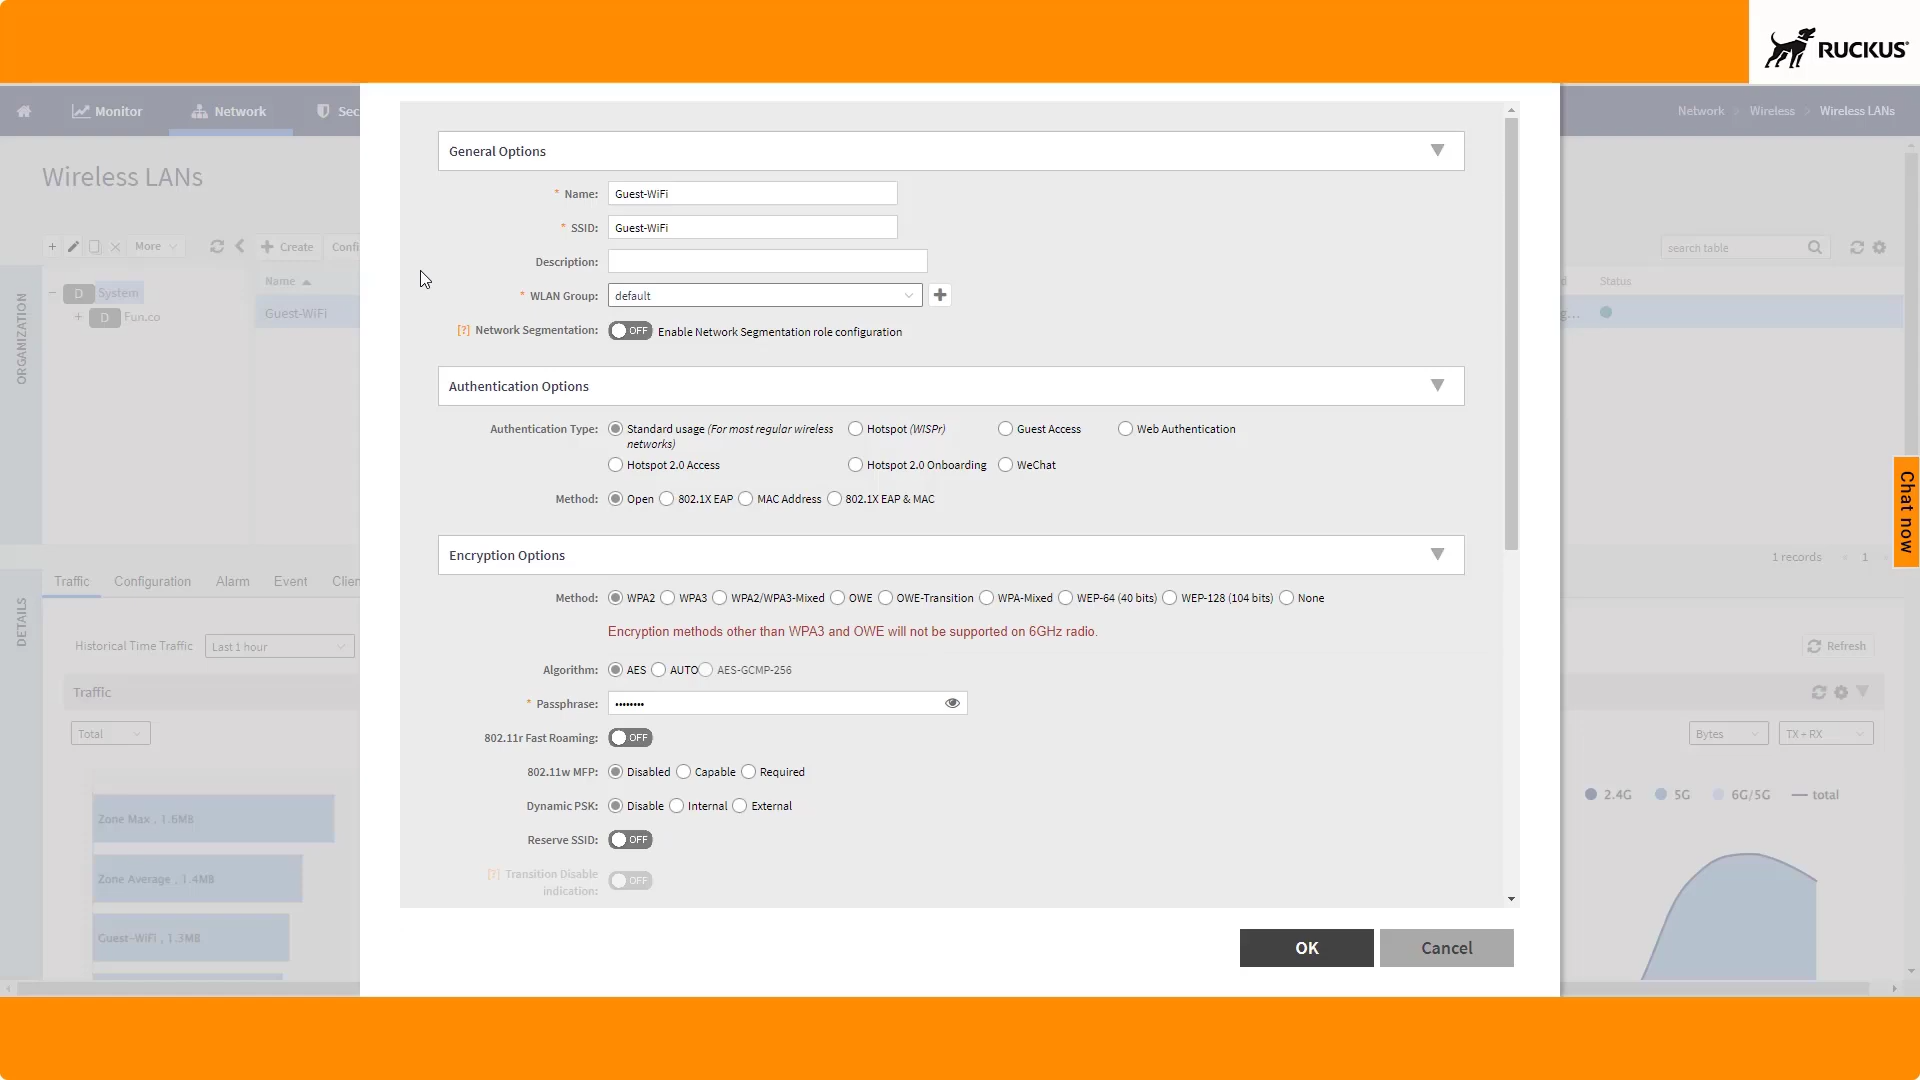 RUCKUS
Monitor
Network
Sec
Network > Wireless > Wireless LANs
Wireless LANs
More
Create
Confi
search table
ORGANIZATION
D System
D Fun.co
Name
Guest-WiFi
d
Status
g...
General Options
* Name: Guest-WiFi
* SSID: Guest-WiFi
Description:
* WLAN Group: default
[?] Network Segmentation: OFF Enable Network Segmentation role configuration
Authentication Options
Authentication Type: Standard usage (For most regular wireless networks) Hotspot (WISPr) Guest Access Web Authentication
Hotspot 2.0 Access Hotspot 2.0 Onboarding WeChat
Method: Open 802.1X EAP MAC Address 802.1X EAP & MAC
Encryption Options
Method: WPA2 WPA3 WPA2/WPA3-Mixed OWE OWE-Transition WPA-Mixed WEP-64 (40 bits) WEP-128 (104 bits) None
Encryption methods other than WPA3 and OWE will not be supported on 6GHz radio.
Algorithm: AES AUTO AES-GCMP-256
* Passphrase: ••••••••
802.11r Fast Roaming: OFF
802.11w MFP: Disabled Capable Required
Dynamic PSK: Disable Internal External
Reserve SSID: OFF
[?] Transition Disable indication: OFF
OK
Cancel
Chat now
1 records
1
DETAILS
Traffic
Configuration
Alarm
Event
Clien
Historical Time Traffic
Last 1 hour
Refresh
Traffic
Total
Bytes
TX + RX
Zone Max , 1.6MB
Zone Average , 1.4MB
Guest-WiFi , 1.3MB
2.4G
5G
6G/5G
total